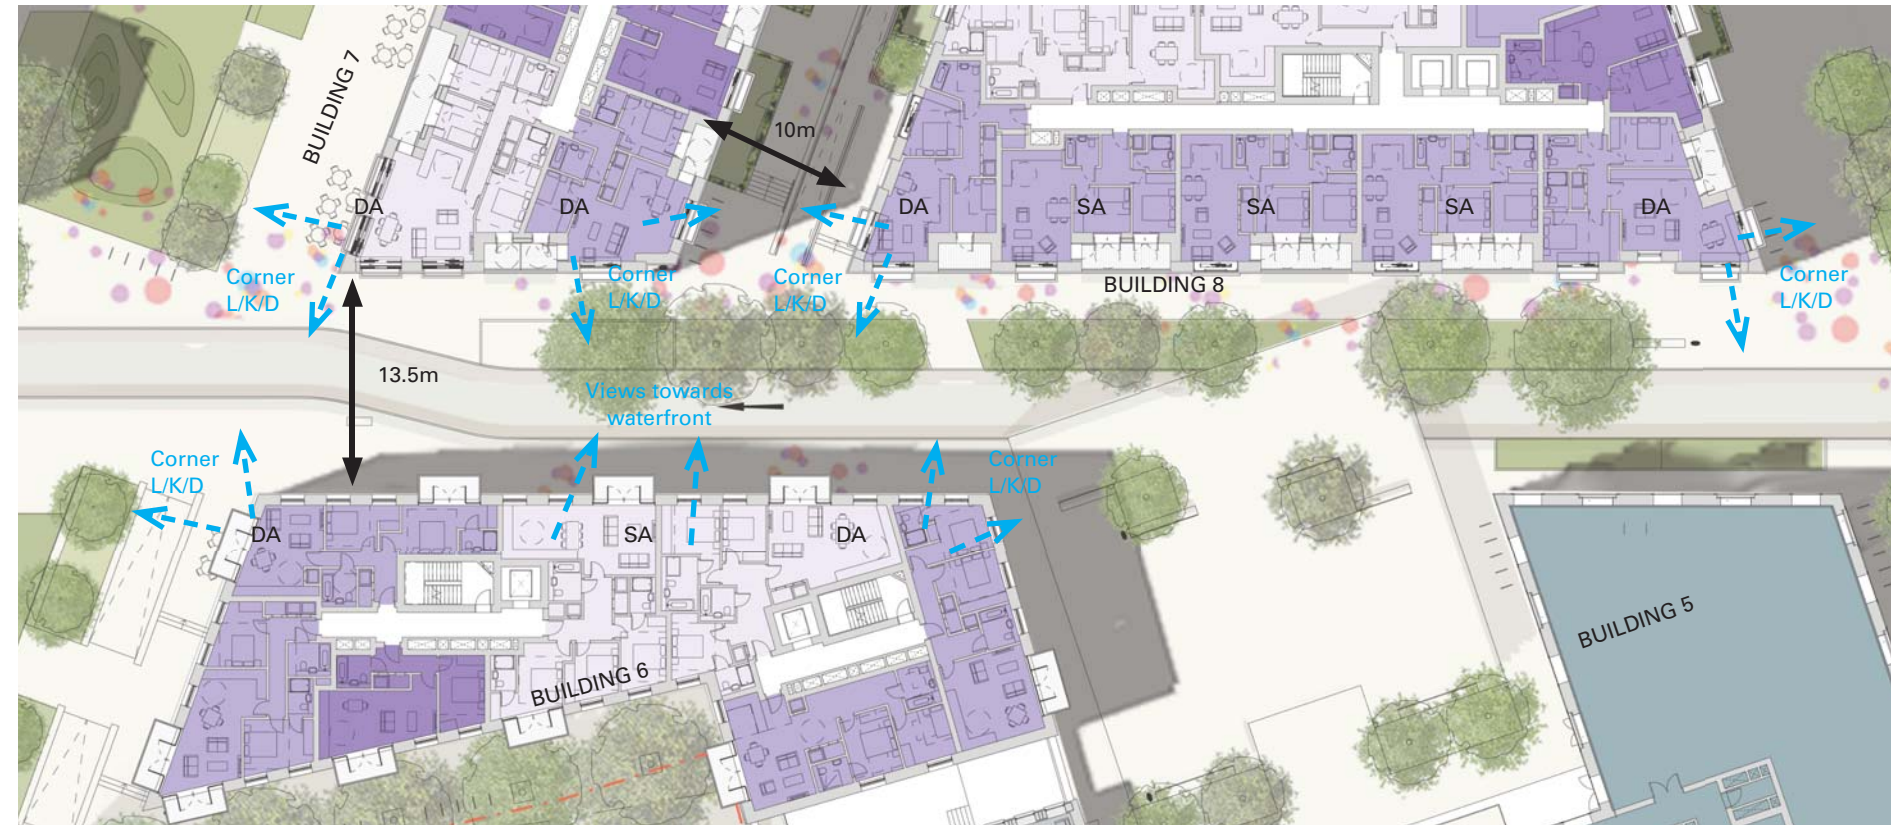 BUILDING 7
10m
DA
DA
DA
SA
SA
SA
DA
Corner
L/K/D
Corner
L/K/D
Corner
L/K/D
Corner
L/K/D
BUILDING 8
13.5m
Views towards
waterfront
Corner
L/K/D
Corner
L/K/D
DA
SA
DA
BUILDING 5
BUILDING 6